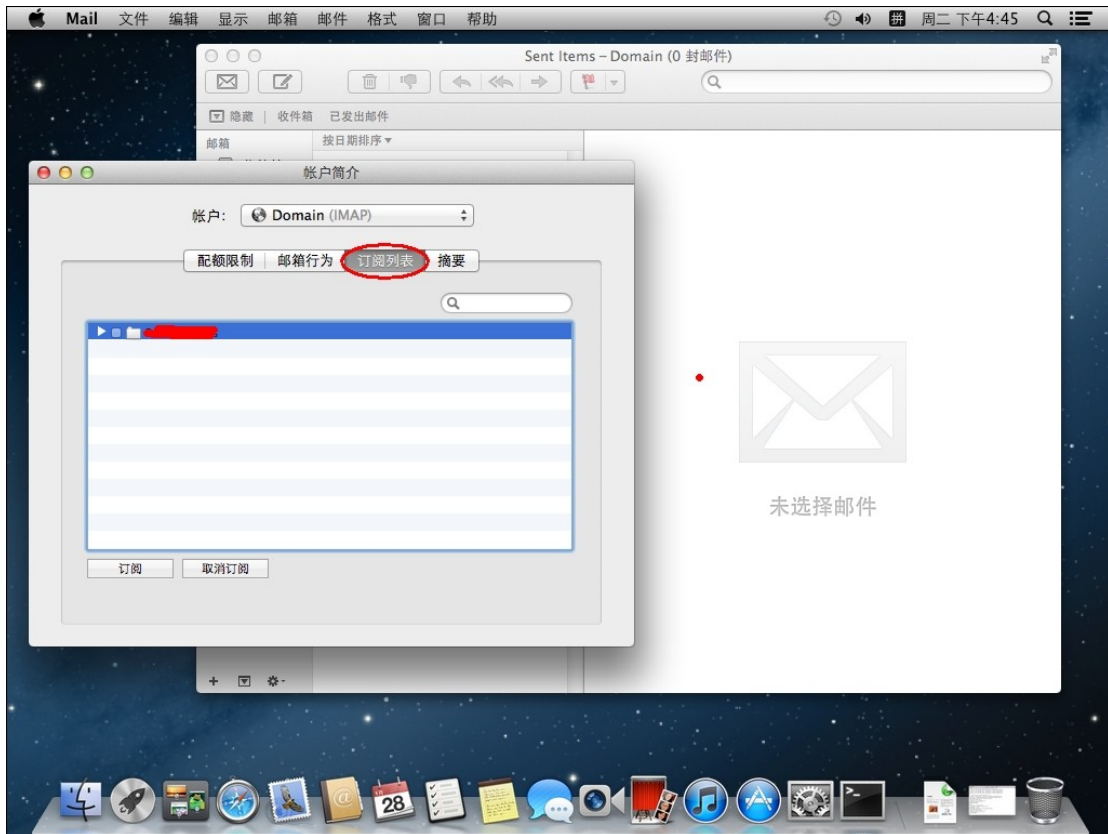 Mail 文件 编辑 显示 邮箱 邮件 格式 窗口 帮助 拼 周二 下午4:45
Sent Items – Domain (0 封邮件)
隐藏 收件箱 已发出邮件
邮箱 按日期排序
帐户简介
帐户: Domain (IMAP)
配额限制 邮箱行为 订阅列表 摘要
订阅 取消订阅
未选择邮件
28